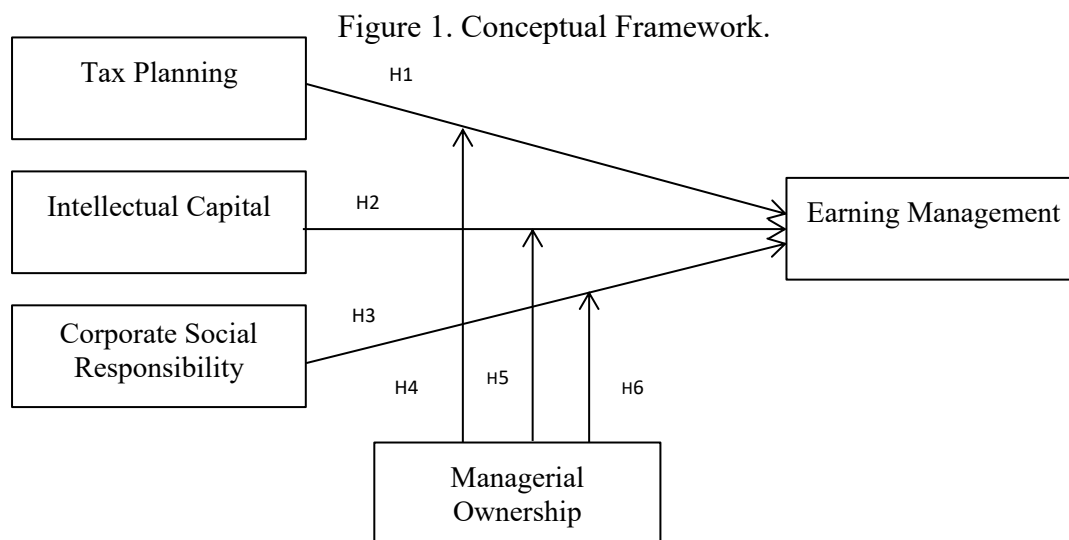 Figure 1. Conceptual Framework.
Tax Planning
H1
Intellectual Capital
H2
Earning Management
Corporate Social
Responsibility
H3
H4
H5
H6
Managerial
Ownership